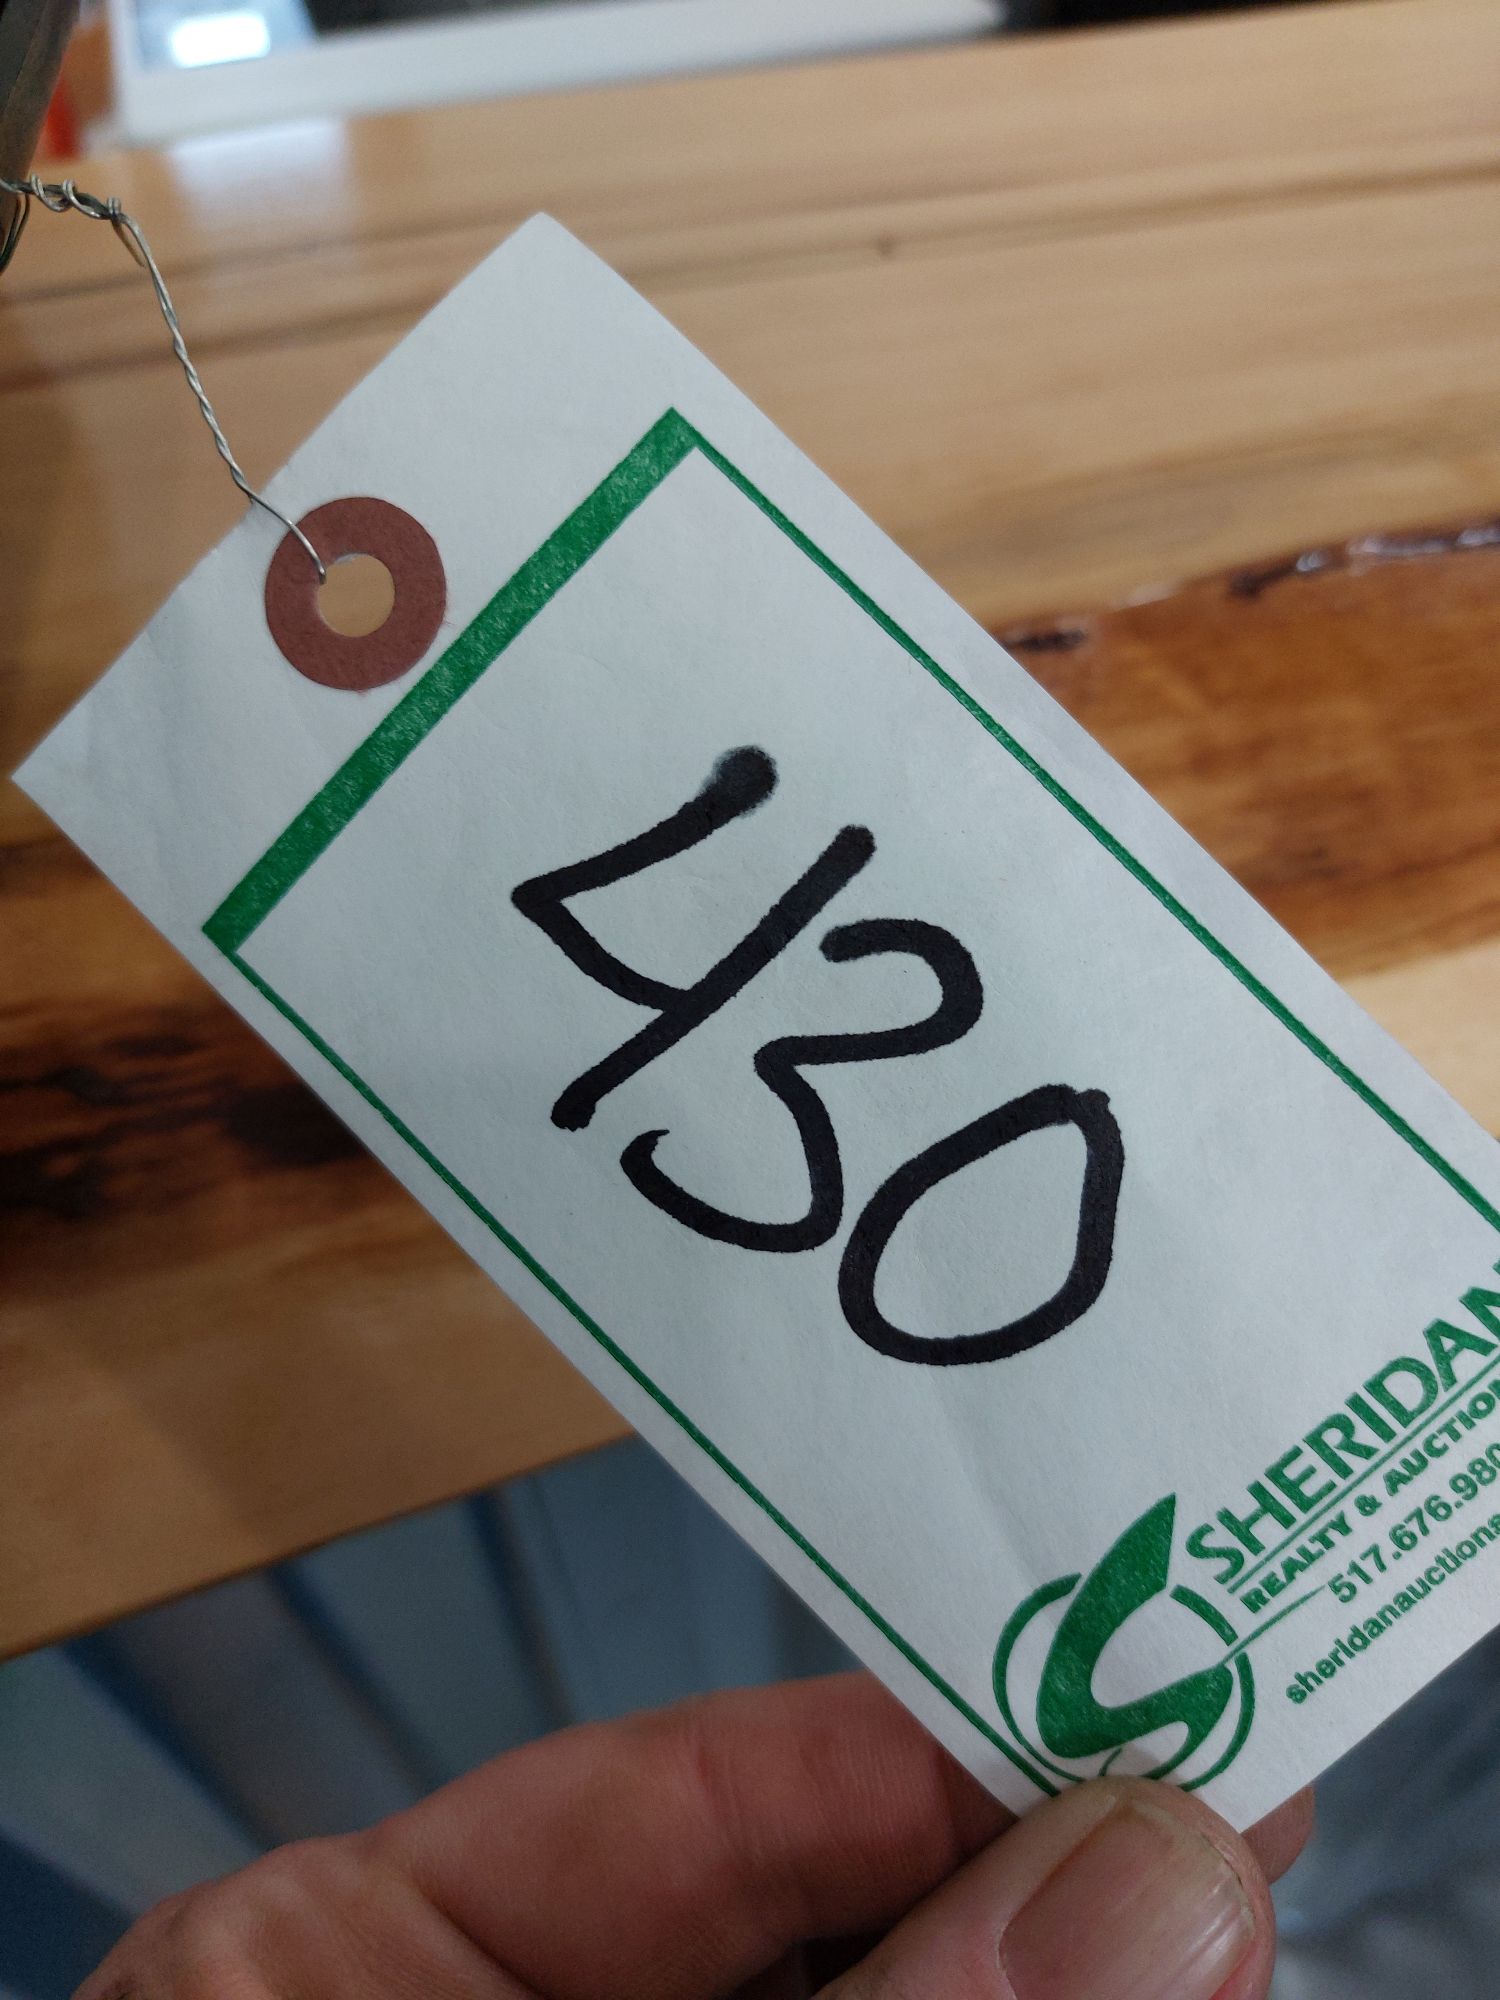 430
SHERIDAN
REALTY & AUCTION
517.676.980
sheridanauctions